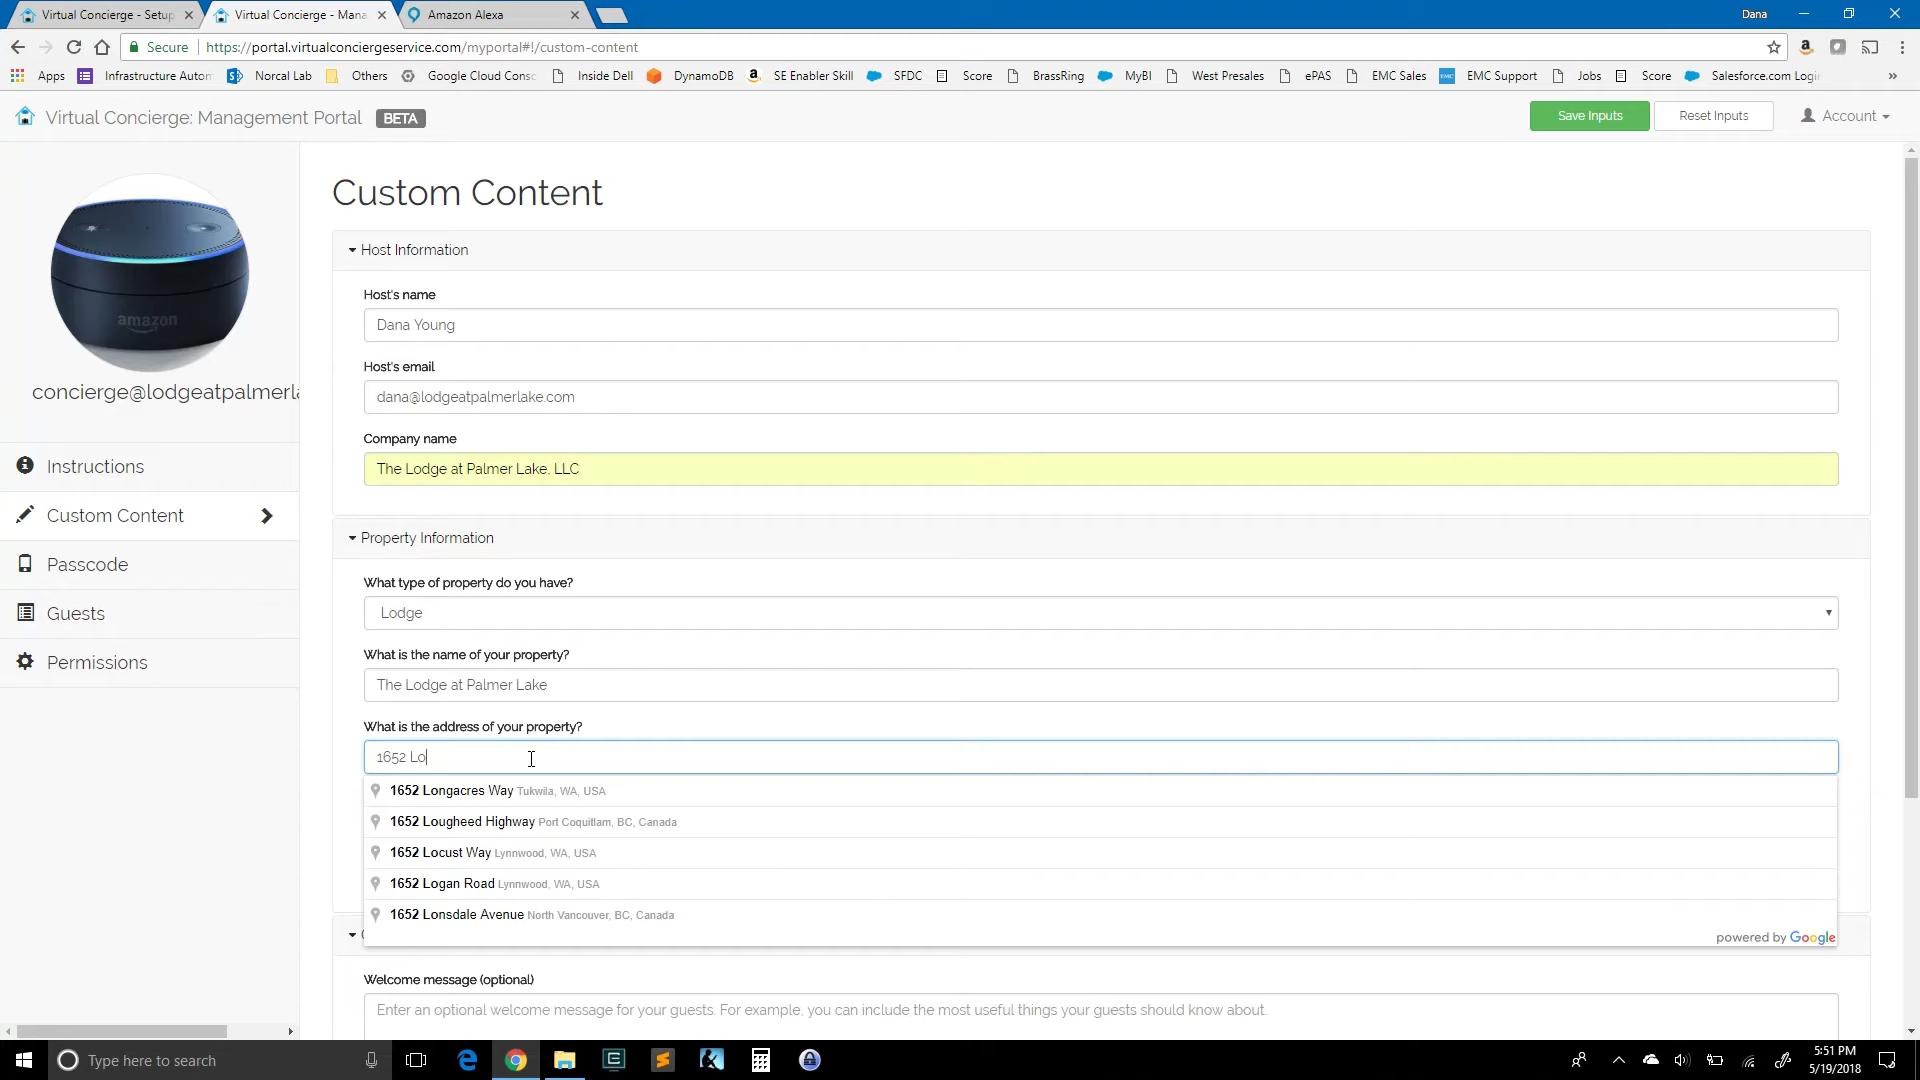 Virtual Concierge - Setup
Virtual Concierge - Mana
Amazon Alexa
Dana
Secure
https://portal.virtualconciergeservice.com/myportal#!/custom-content
Apps
Infrastructure Autom
Norcal Lab
Others
Google Cloud Consc
Inside Dell
DynamoDB
SE Enabler Skill
SFDC
Score
BrassRing
MyBI
West Presales
ePAS
EMC Sales
EMC Support
Jobs
Score
Salesforce.com Logi
Virtual Concierge: Management Portal BETA
Save Inputs
Reset Inputs
Account
amazon
concierge@lodgeatpalmerla
Instructions
Custom Content
Passcode
Guests
Permissions
Custom Content
Host Information
Host's name
Dana Young
Host's email
dana@lodgeatpalmerlake.com
Company name
The Lodge at Palmer Lake, LLC
Property Information
What type of property do you have?
Lodge
What is the name of your property?
The Lodge at Palmer Lake
What is the address of your property?
1652 Lo
1652 Longacres Way Tukwila, WA, USA
1652 Lougheed Highway Port Coquitlam, BC, Canada
1652 Locust Way Lynnwood, WA, USA
1652 Logan Road Lynnwood, WA, USA
1652 Lonsdale Avenue North Vancouver, BC, Canada
powered by Google
Welcome message (optional)
Enter an optional welcome message for your guests. For example, you can include the most useful things your guests should know about.
Type here to search
5:51 PM
5/19/2018